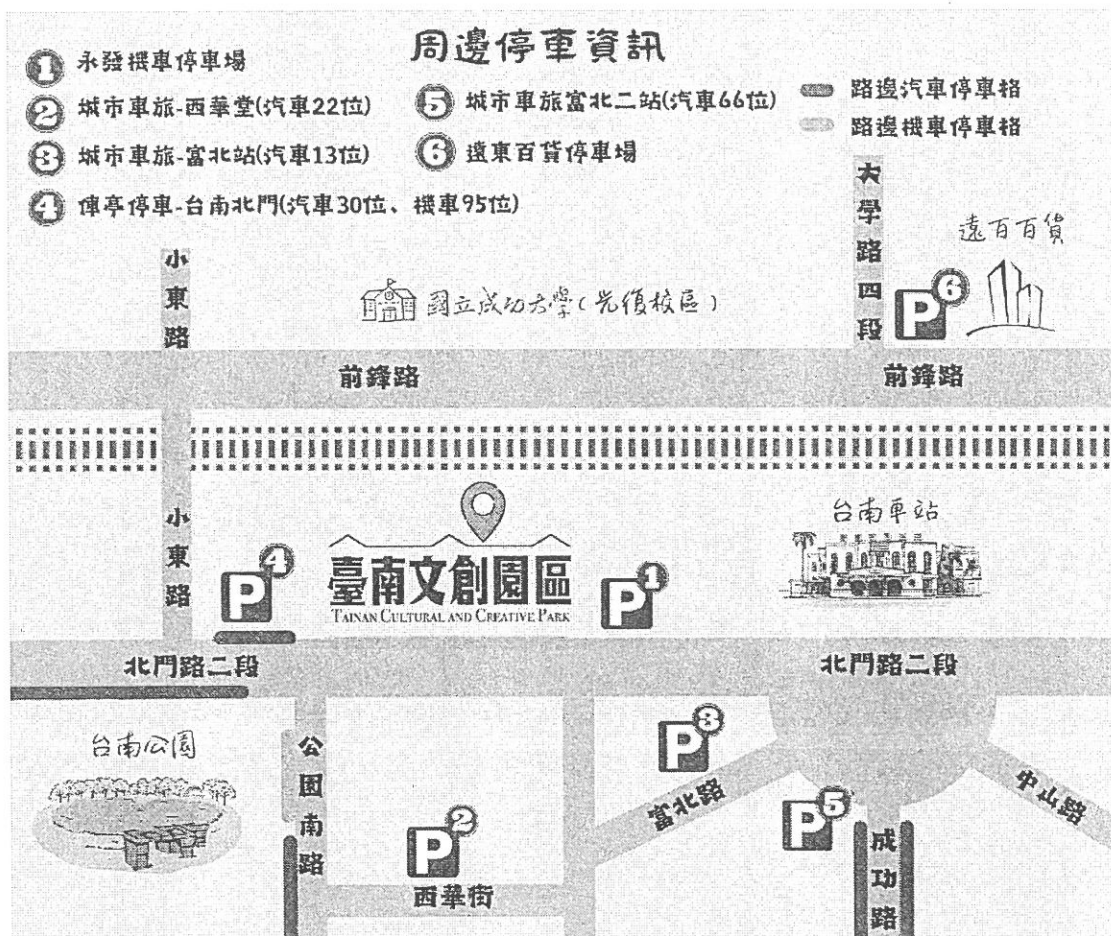 周邊停車資訊
1 永發機車停車場
2 城市車旅-西華堂(汽車22位)
3 城市車旅-富北站(汽車13位)
4 俥亭停車-台南北門(汽車30位、機車95位)
5 城市車旅富北二站(汽車66位)
6 遠東百貨停車場
路邊汽車停車格
路邊機車停車格
小東路
國立成功大學(光復校區)
大學路四段
遠百百貨
P6
前鋒路
前鋒路
小東路
P4
臺南文創園區
TAINAN CULTURAL AND CREATIVE PARK
P1
台南車站
北門路二段
北門路二段
台南公園
公園南路
P2
西華街
P3
富北路
P5
成功路
中山路